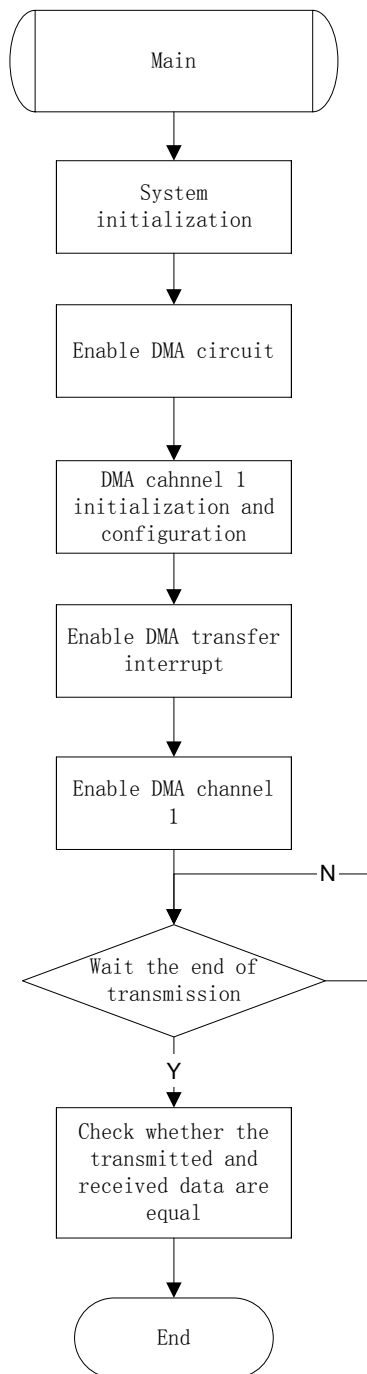 Main
System
initialization
Enable DMA circuit
DMA cahnnel 1
initialization and
configuration
Enable DMA transfer
interrupt
Enable DMA channel
1
N
Wait the end of
transmission
Y
Check whether the
transmitted and
received data are
equal
End